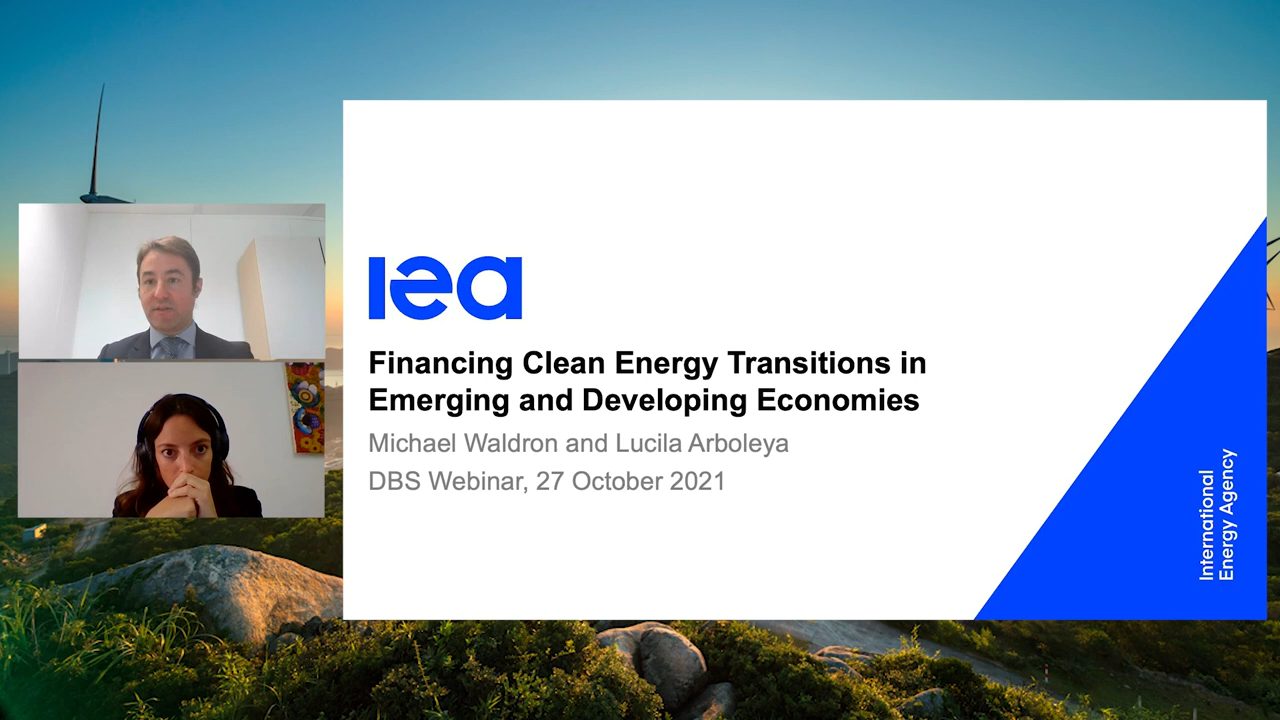 iea
Financing Clean Energy Transitions in
Emerging and Developing Economies
Michael Waldron and Lucila Arboleya
DBS Webinar, 27 October 2021
International
Energy Agency